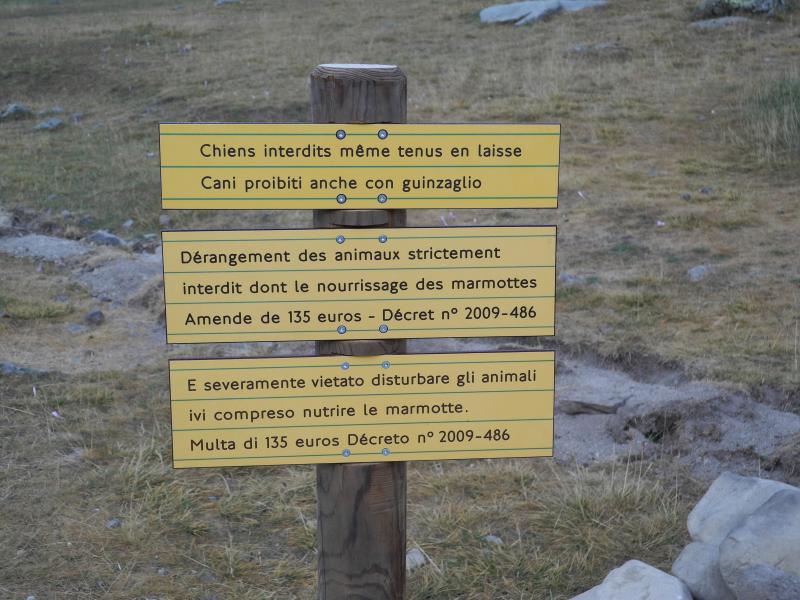 Chiens interdits même tenus en laisse
Cani proibiti anche con guinzaglio
Dérangement des animaux strictement
interdit dont le nourrissage des marmottes
Amende de 135 euros - Décret n° 2009-486
E severamente vietato disturbare gli animali
ivi compreso nutrire le marmotte.
Multa di 135 euros Décreto n° 2009-486